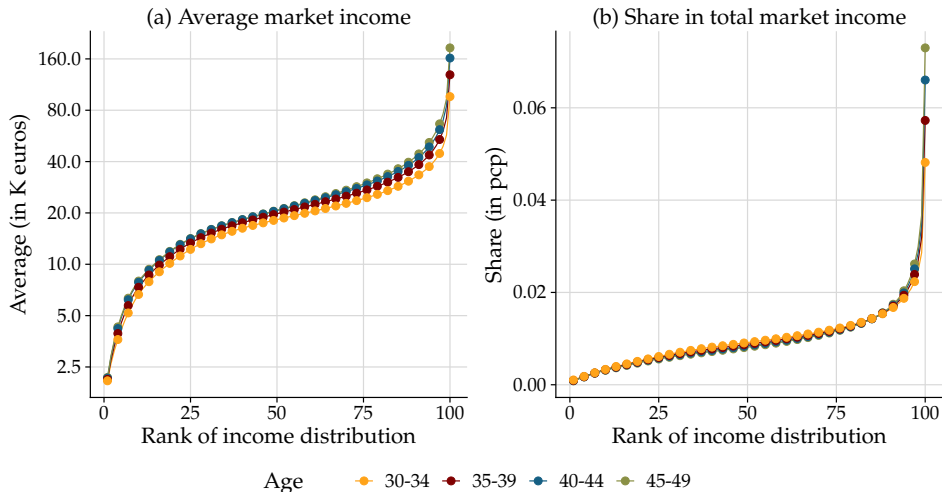 (a) Average market income
(b) Share in total market income
Average (in K euros)
160.0
80.0
40.0
20.0
10.0
5.0
2.5
0 25 50 75 100
Rank of income distribution
Share (in pcp)
0.06
0.04
0.02
0.00
0 25 50 75 100
Rank of income distribution
Age 30-34 35-39 40-44 45-49